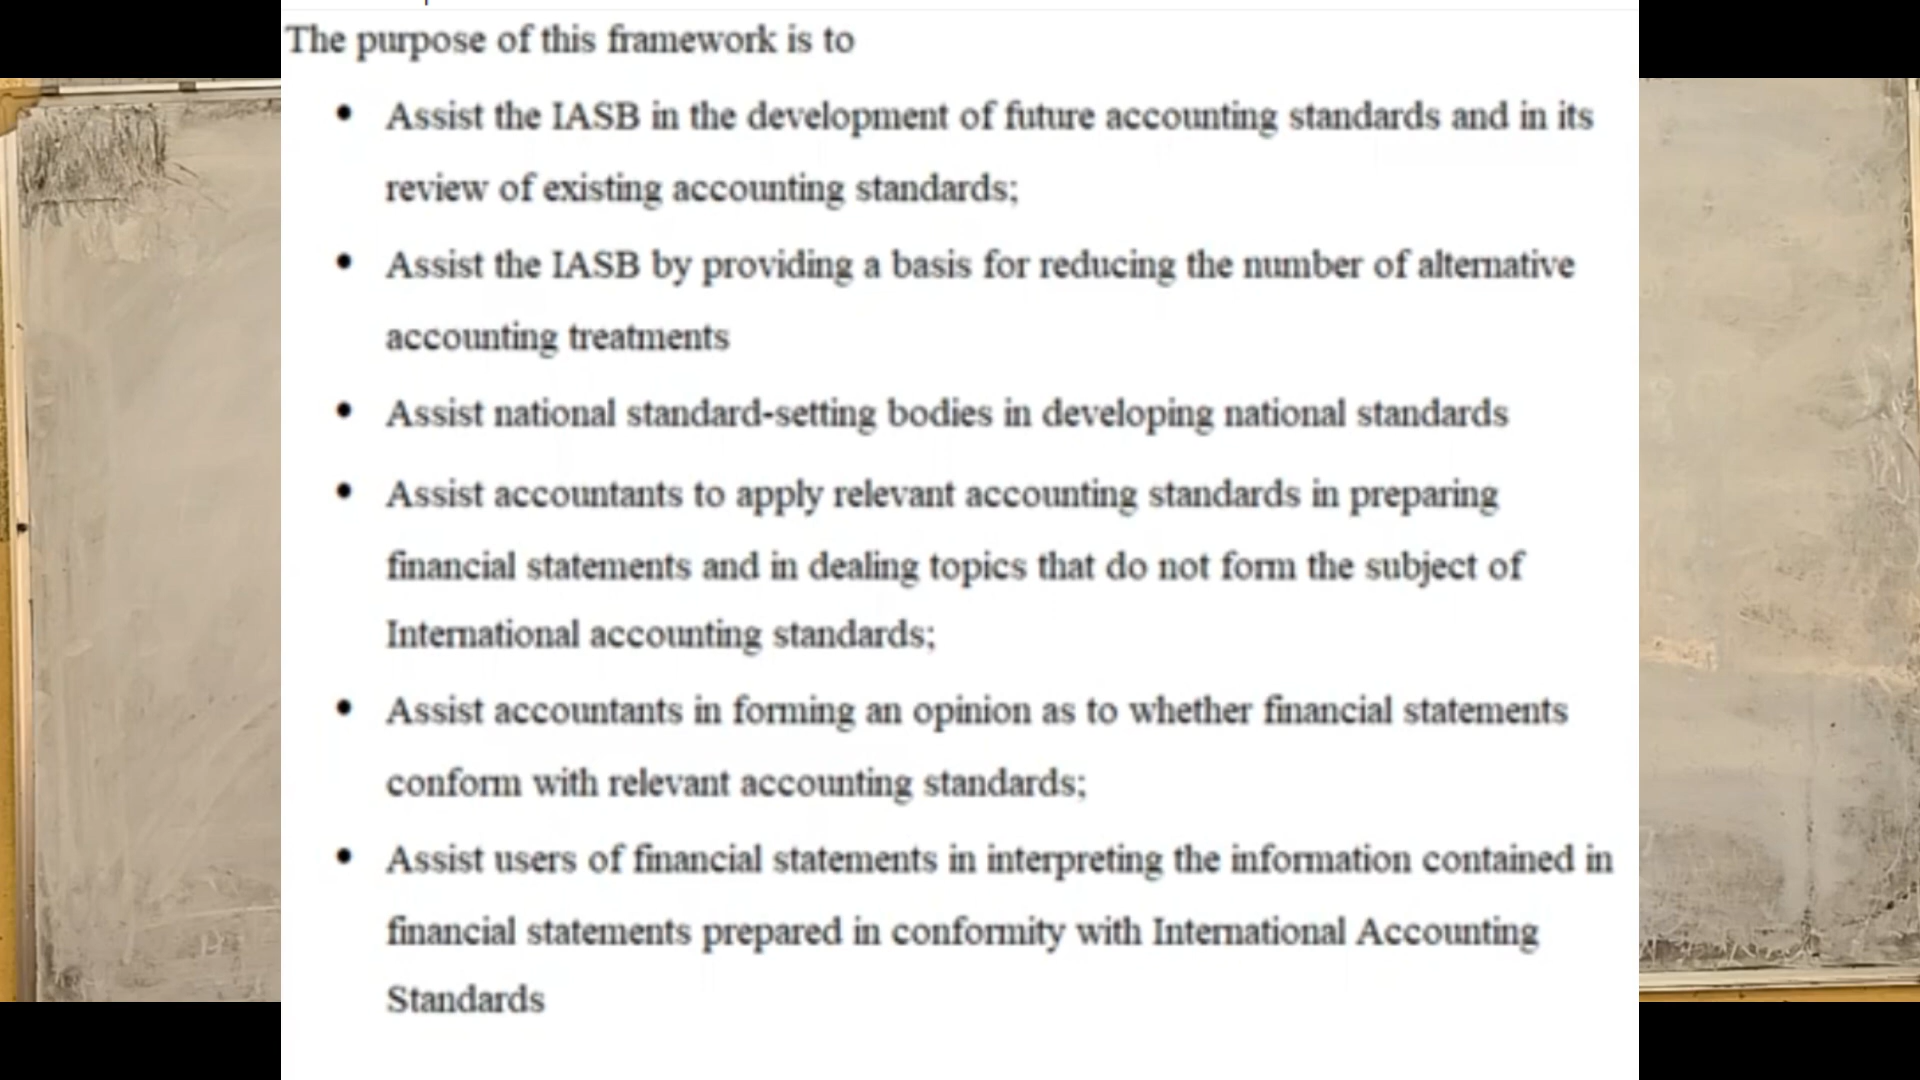 The purpose of this framework is to
• Assist the IASB in the development of future accounting standards and in its
review of existing accounting standards;
• Assist the IASB by providing a basis for reducing the number of alternative
accounting treatments
• Assist national standard-setting bodies in developing national standards
• Assist accountants to apply relevant accounting standards in preparing
financial statements and in dealing topics that do not form the subject of
International accounting standards;
• Assist accountants in forming an opinion as to whether financial statements
conform with relevant accounting standards;
• Assist users of financial statements in interpreting the information contained in
financial statements prepared in conformity with International Accounting
Standards